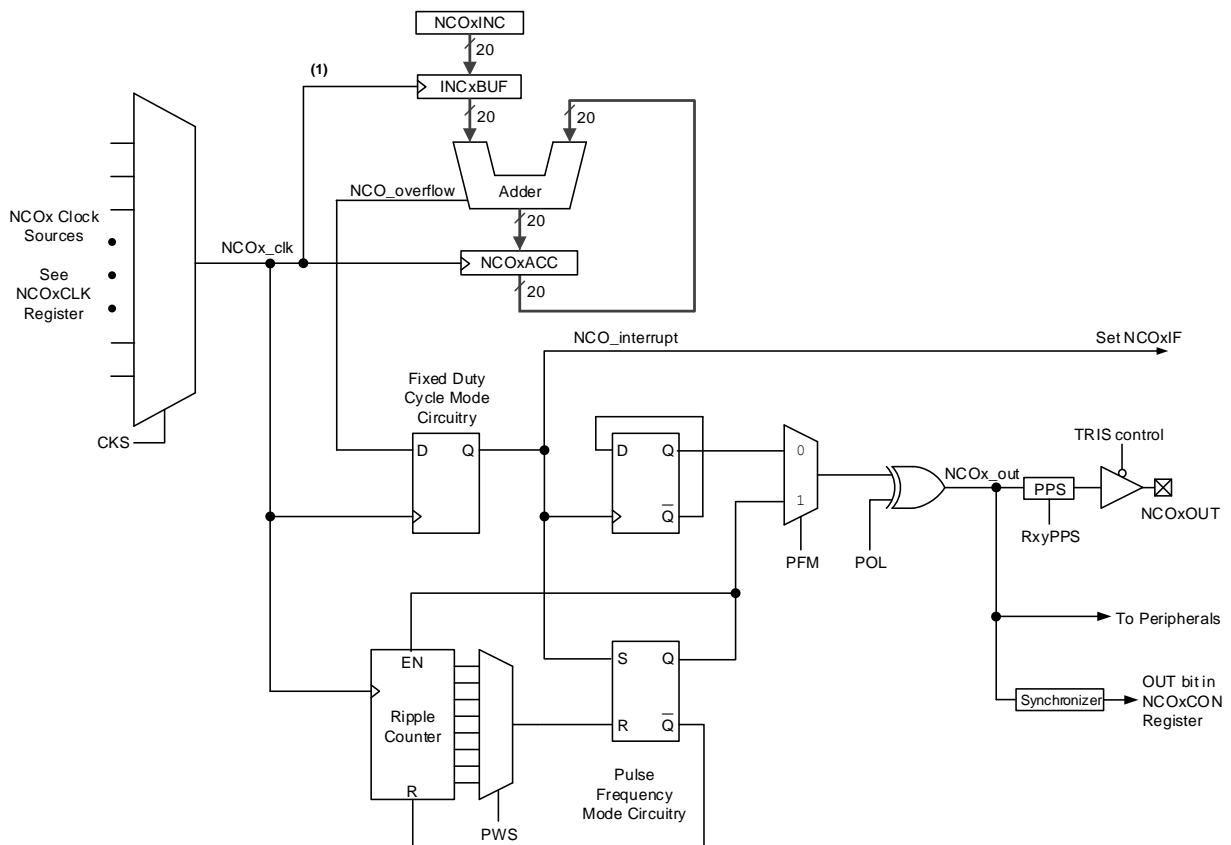 NCOxINC
20
(1)
INCxBUF
20
20
Adder
NCO_overflow
20
NCOx Clock
Sources
See
NCOxCLK
Register
NCOx_clk
NCOxACC
20
NCO_interrupt
Set NCOxIF
Fixed Duty
Cycle Mode
Circuitry
CKS
D
Q
D
Q
Q
0
1
PFM
POL
NCOx_out
TRIS control
PPS
RxyPPS
NCOxOUT
To Peripherals
EN
Ripple
Counter
R
PWS
S
Q
R
Q
Pulse
Frequency
Mode Circuitry
Synchronizer
OUT bit in
NCOxCON
Register